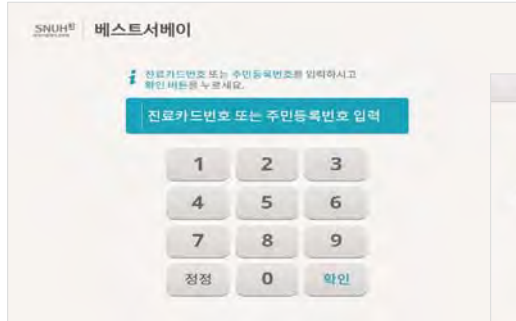 SNUH
베스트서베이
진료카드번호 또는 주민등록번호를 입력하시고
확인 버튼을 누르세요.
진료카드번호 또는 주민등록번호 입력
1 2 3
4 5 6
7 8 9
정정 0 확인